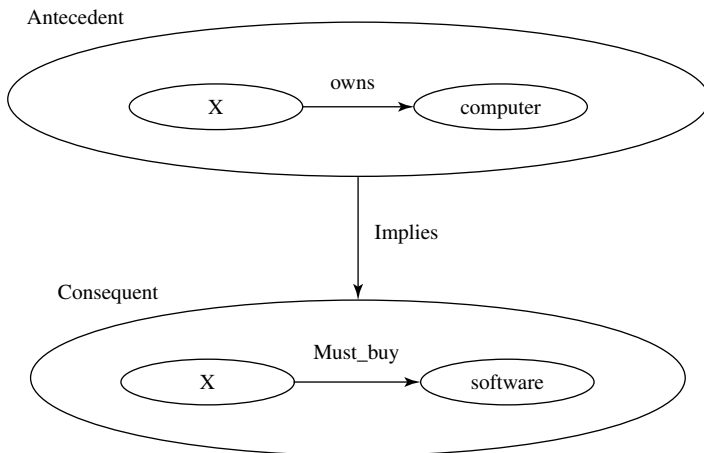 Antecedent
owns
X
computer
Implies
Consequent
Must_buy
X
software